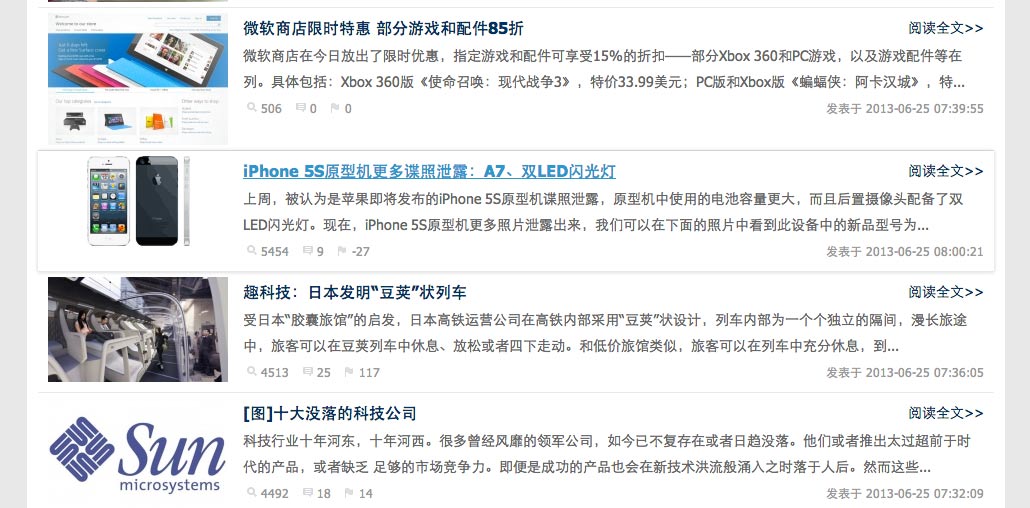 微软商店限时特惠 部分游戏和配件85折
阅读全文>>
微软商店在今日放出了限时优惠，指定游戏和配件可享受15%的折扣——部分Xbox 360和PC游戏，以及游戏配件等在
列。具体包括：Xbox 360版《使命召唤：现代战争3》，特价33.99美元；PC版和Xbox版《蝙蝠侠：阿卡汉城》，特...
506 0 0
发表于 2013-06-25 07:39:55
iPhone 5S原型机更多谍照泄露：A7、双LED闪光灯
阅读全文>>
上周，被认为是苹果即将发布的iPhone 5S原型机谍照泄露，原型机中使用的电池容量更大，而且后置摄像头配备了双
LED闪光灯。现在，iPhone 5S原型机更多照片泄露出来，我们可以在下面的照片中看到此设备中的新品型号为...
5454 9 -27
发表于 2013-06-25 08:00:21
趣科技：日本发明“豆荚”状列车
阅读全文>>
受日本“胶囊旅馆”的启发，日本高铁运营公司在高铁内部采用“豆荚”状设计，列车内部为一个个独立的隔间，漫长旅途
中，旅客可以在豆荚列车中休息、放松或者四下走动。和低价旅馆类似，旅客可以在列车中充分休息，到...
4513 25 117
发表于 2013-06-25 07:36:05
Sun
microsystems
[图]十大没落的科技公司
阅读全文>>
科技行业十年河东，十年河西。很多曾经风靡的领军公司，如今已不复存在或者日趋没落。他们或者推出太过超前于时
代的产品，或者缺乏 足够的市场竞争力。即便是成功的产品也会在新技术洪流般涌入之时落于人后。然而这些...
4492 18 14
发表于 2013-06-25 07:32:09